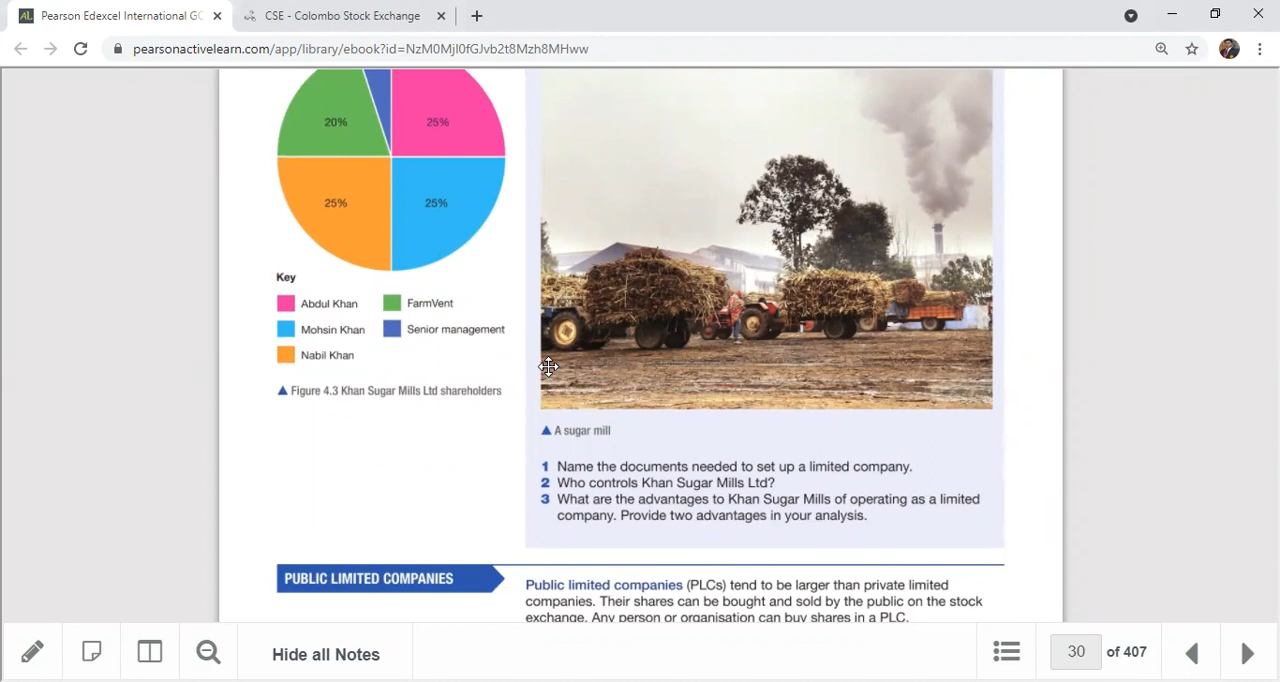 Pearson Edexcel International GC
CSE - Colombo Stock Exchange
pearsonactivelearn.com/app/library/ebook?id=NzM0MjI0fGJvb2t8Mzh8MHww
20%
25%
25%
25%
Key
Abdul Khan
FarmVent
Mohsin Khan
Senior management
Nabil Khan
▲ Figure 4.3 Khan Sugar Mills Ltd shareholders
▲ A sugar mill
1 Name the documents needed to set up a limited company.
2 Who controls Khan Sugar Mills Ltd?
3 What are the advantages to Khan Sugar Mills of operating as a limited
company. Provide two advantages in your analysis.
PUBLIC LIMITED COMPANIES
Public limited companies (PLCs) tend to be larger than private limited
companies. Their shares can be bought and sold by the public on the stock
exchange. Any person or organisation can buy shares in a PLC.
Hide all Notes
30 of 407